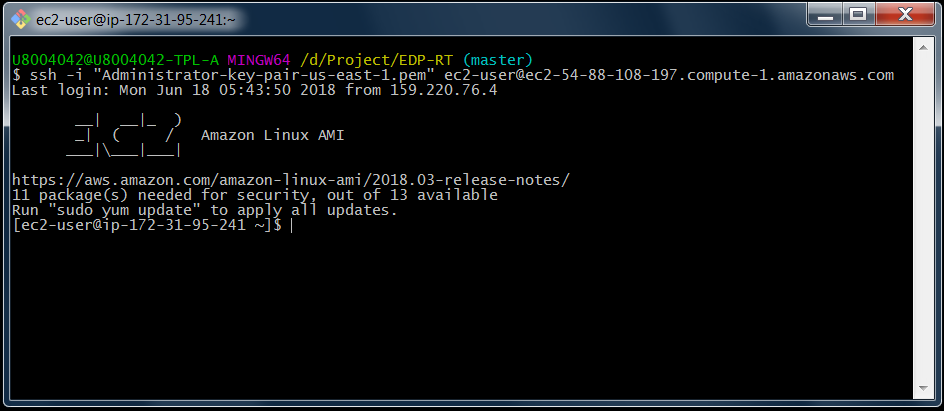 ec2-user@ip-172-31-95-241:~
U8004042@U8004042-TPL-A MINGW64 /d/Project/EDP-RT (master)
$ ssh -i "Administrator-key-pair-us-east-1.pem" ec2-user@ec2-54-88-108-197.compute-1.amazonaws.com
Last login: Mon Jun 18 05:43:50 2018 from 159.220.76.4
       __|  __|_  )
       _|  (     /   Amazon Linux AMI
      ___|\___|___|
https://aws.amazon.com/amazon-linux-ami/2018.03-release-notes/
11 package(s) needed for security, out of 13 available
Run "sudo yum update" to apply all updates.
[ec2-user@ip-172-31-95-241 ~]$